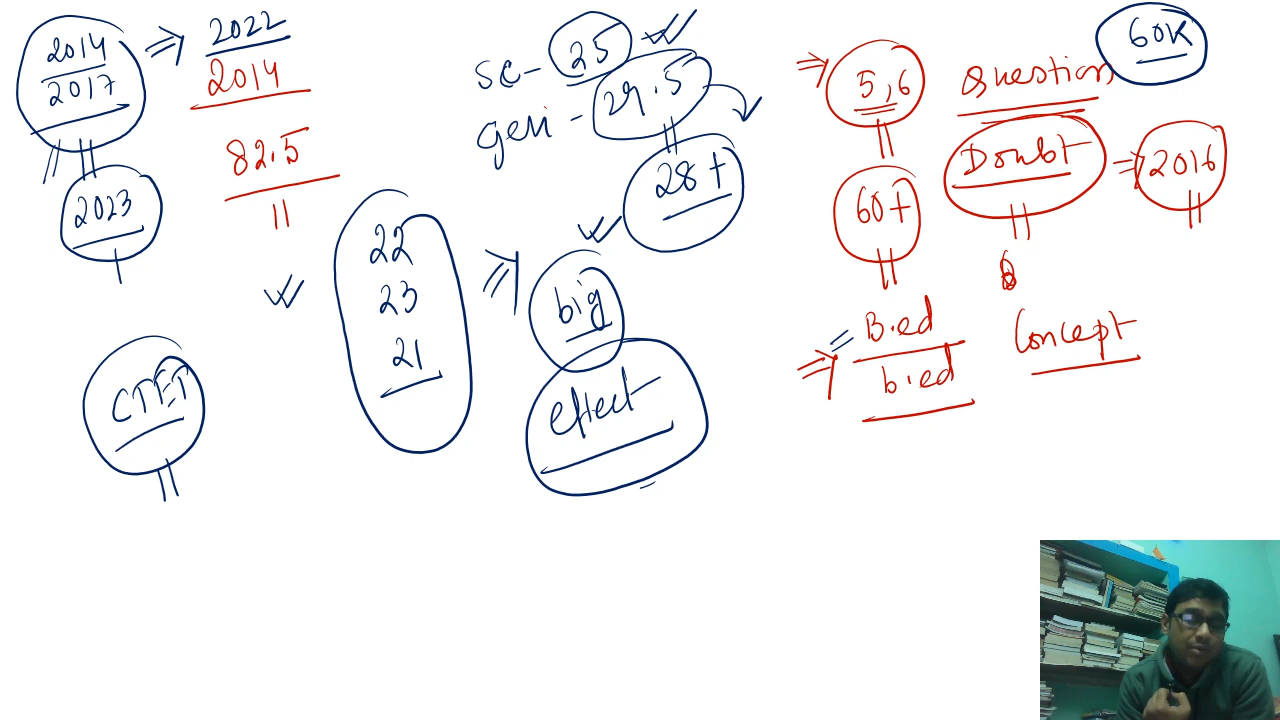 2014
2017
2022
2014
82.5
11
2023
CTET
22
23
21
sc- 25
gen - 29.5
28+
big
effect
5,6
Question
60K
60+
Doubt
2016
B.ed
b.ed
Concept